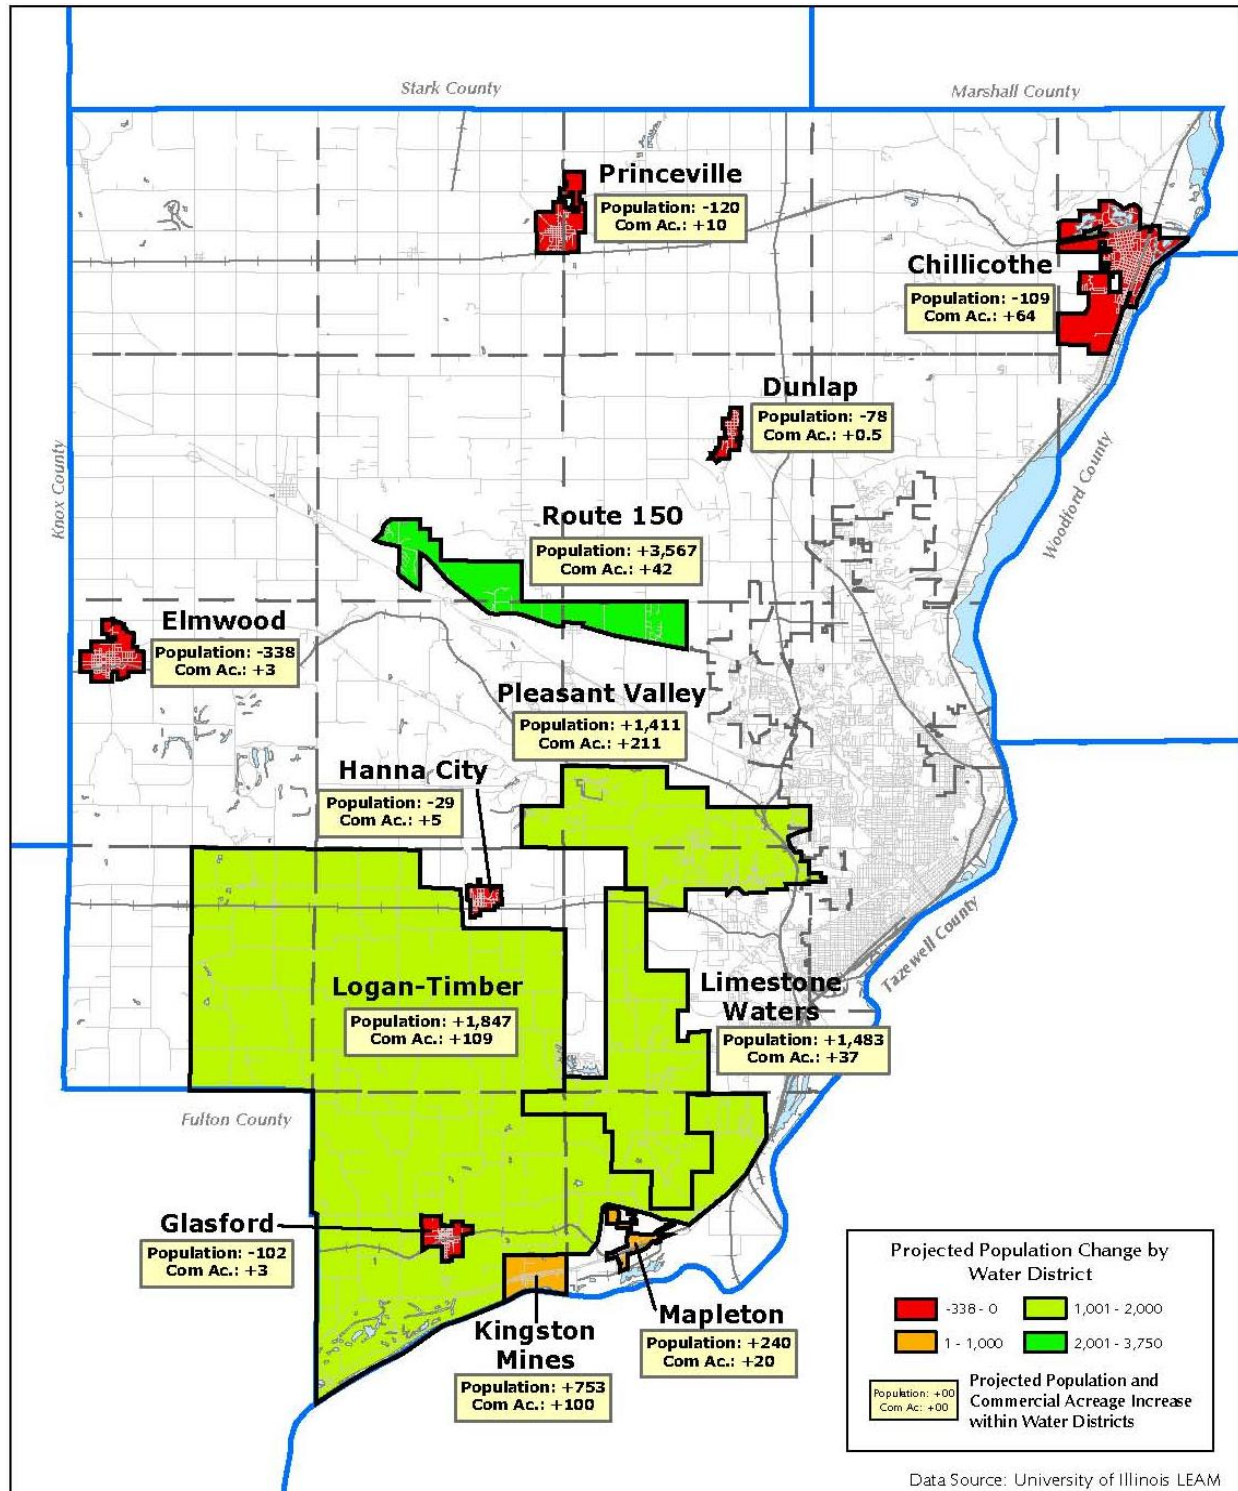 Stark County
Marshall County
Princeville
Population: -120
Com Ac.: +10
Chillicothe
Population: -109
Com Ac.: +64
Dunlap
Population: -78
Com Ac.: +0.5
Knox County
Woodford County
Route 150
Population: +3,567
Com Ac.: +42
Elmwood
Population: -338
Com Ac.: +3
Pleasant Valley
Population: +1,411
Com Ac.: +211
Hanna City
Population: -29
Com Ac.: +5
Tazewell County
Logan-Timber
Population: +1,847
Com Ac.: +109
Limestone
Waters
Population: +1,483
Com Ac.: +37
Fulton County
Glasford
Population: -102
Com Ac.: +3
Kingston
Mines
Population: +753
Com Ac.: +100
Mapleton
Population: +240
Com Ac.: +20
Projected Population Change by
Water District
-338 - 0
1,001 - 2,000
1 - 1,000
2,001 - 3,750
Population: +00
Com Ac: +00
Projected Population and
Commercial Acreage Increase
within Water Districts
Data Source: University of Illinois LEAM